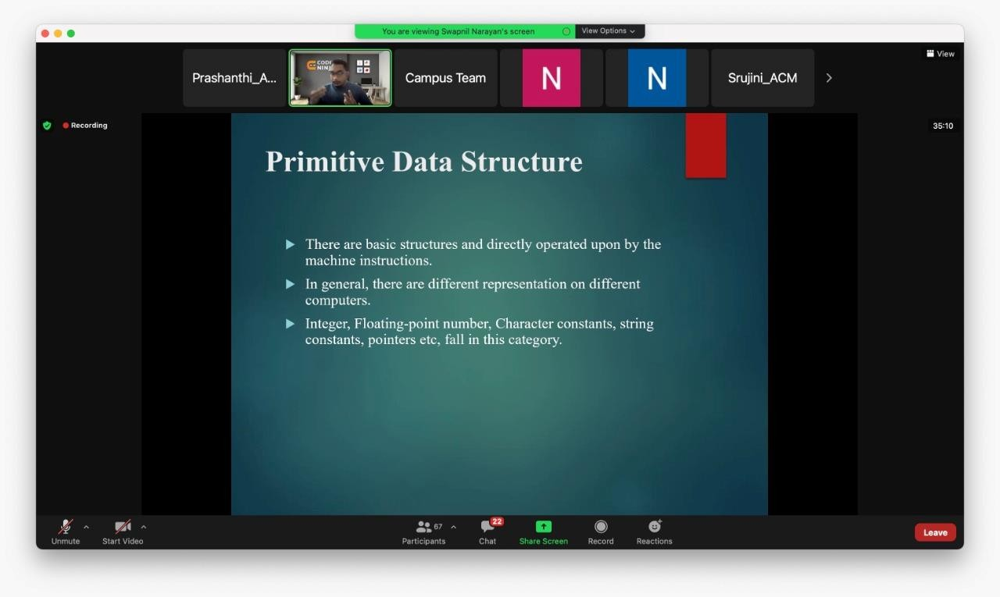 You are viewing Swapnil Narayan's screen
View Options
Prashanthi_A...
CODI
NINJ
Campus Team
N
N
Srujini_ACM
View
Recording
35:10
Primitive Data Structure
There are basic structures and directly operated upon by the
machine instructions.
In general, there are different representation on different
computers.
Integer, Floating-point number, Character constants, string
constants, pointers etc, fall in this category.
Unmute
Start Video
67
Participants
22
Chat
Share Screen
Record
Reactions
Leave